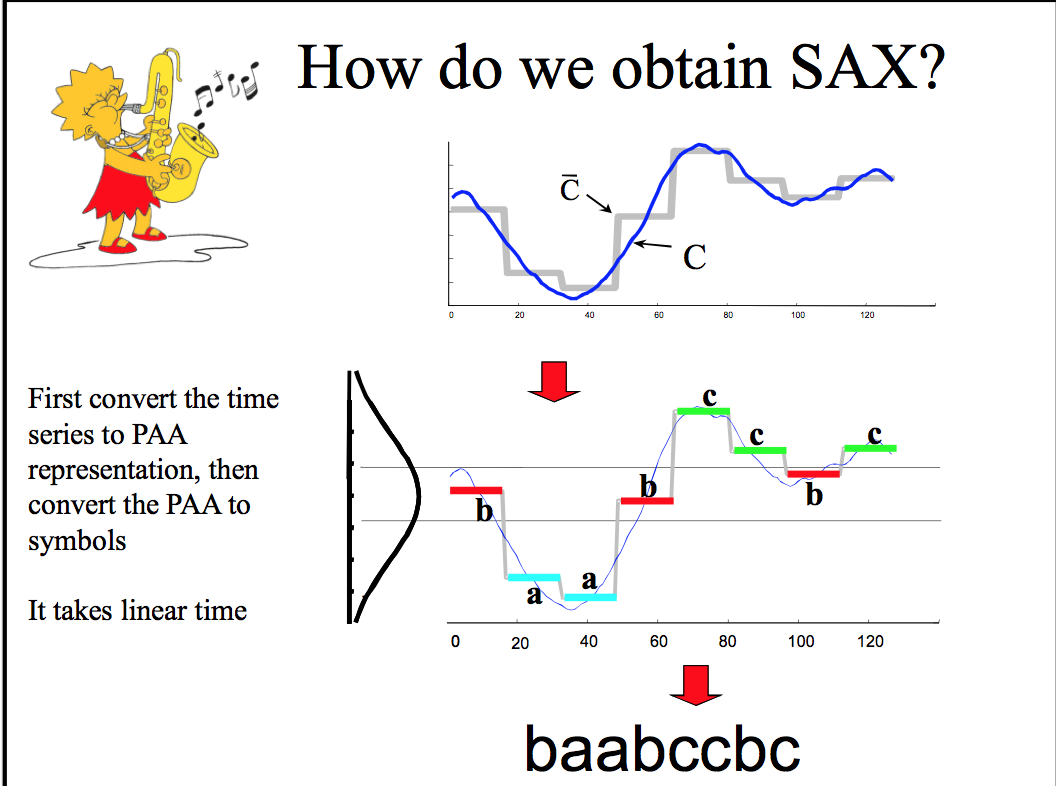 How do we obtain SAX?
C̅
C
0 20 40 60 80 100 120
First convert the time
series to PAA
representation, then
convert the PAA to
symbols
It takes linear time
c
c
c
b
b
b
a
a
0 20 40 60 80 100 120
baabccbc